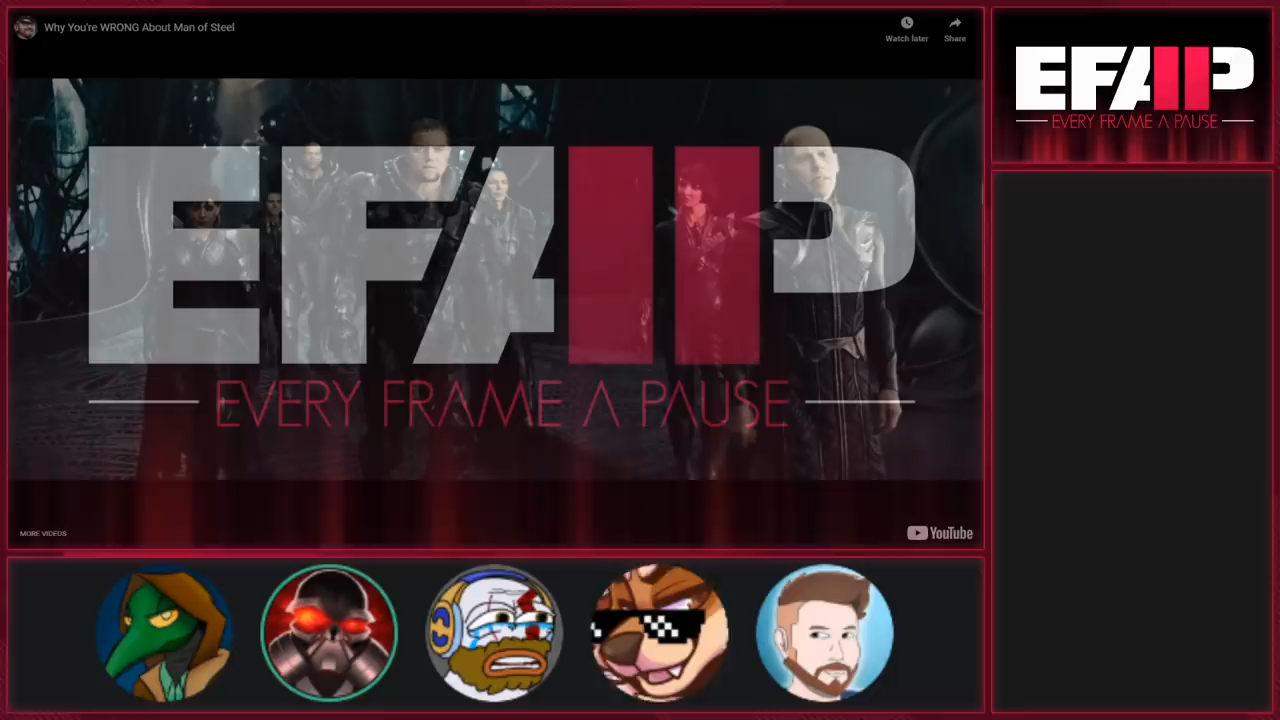 Why You're WRONG About Man of Steel
Watch later
Share
EFAP
EVERY FRAME A PAUSE
EFAP
EVERY FRAME A PAUSE
MORE VIDEOS
YouTube